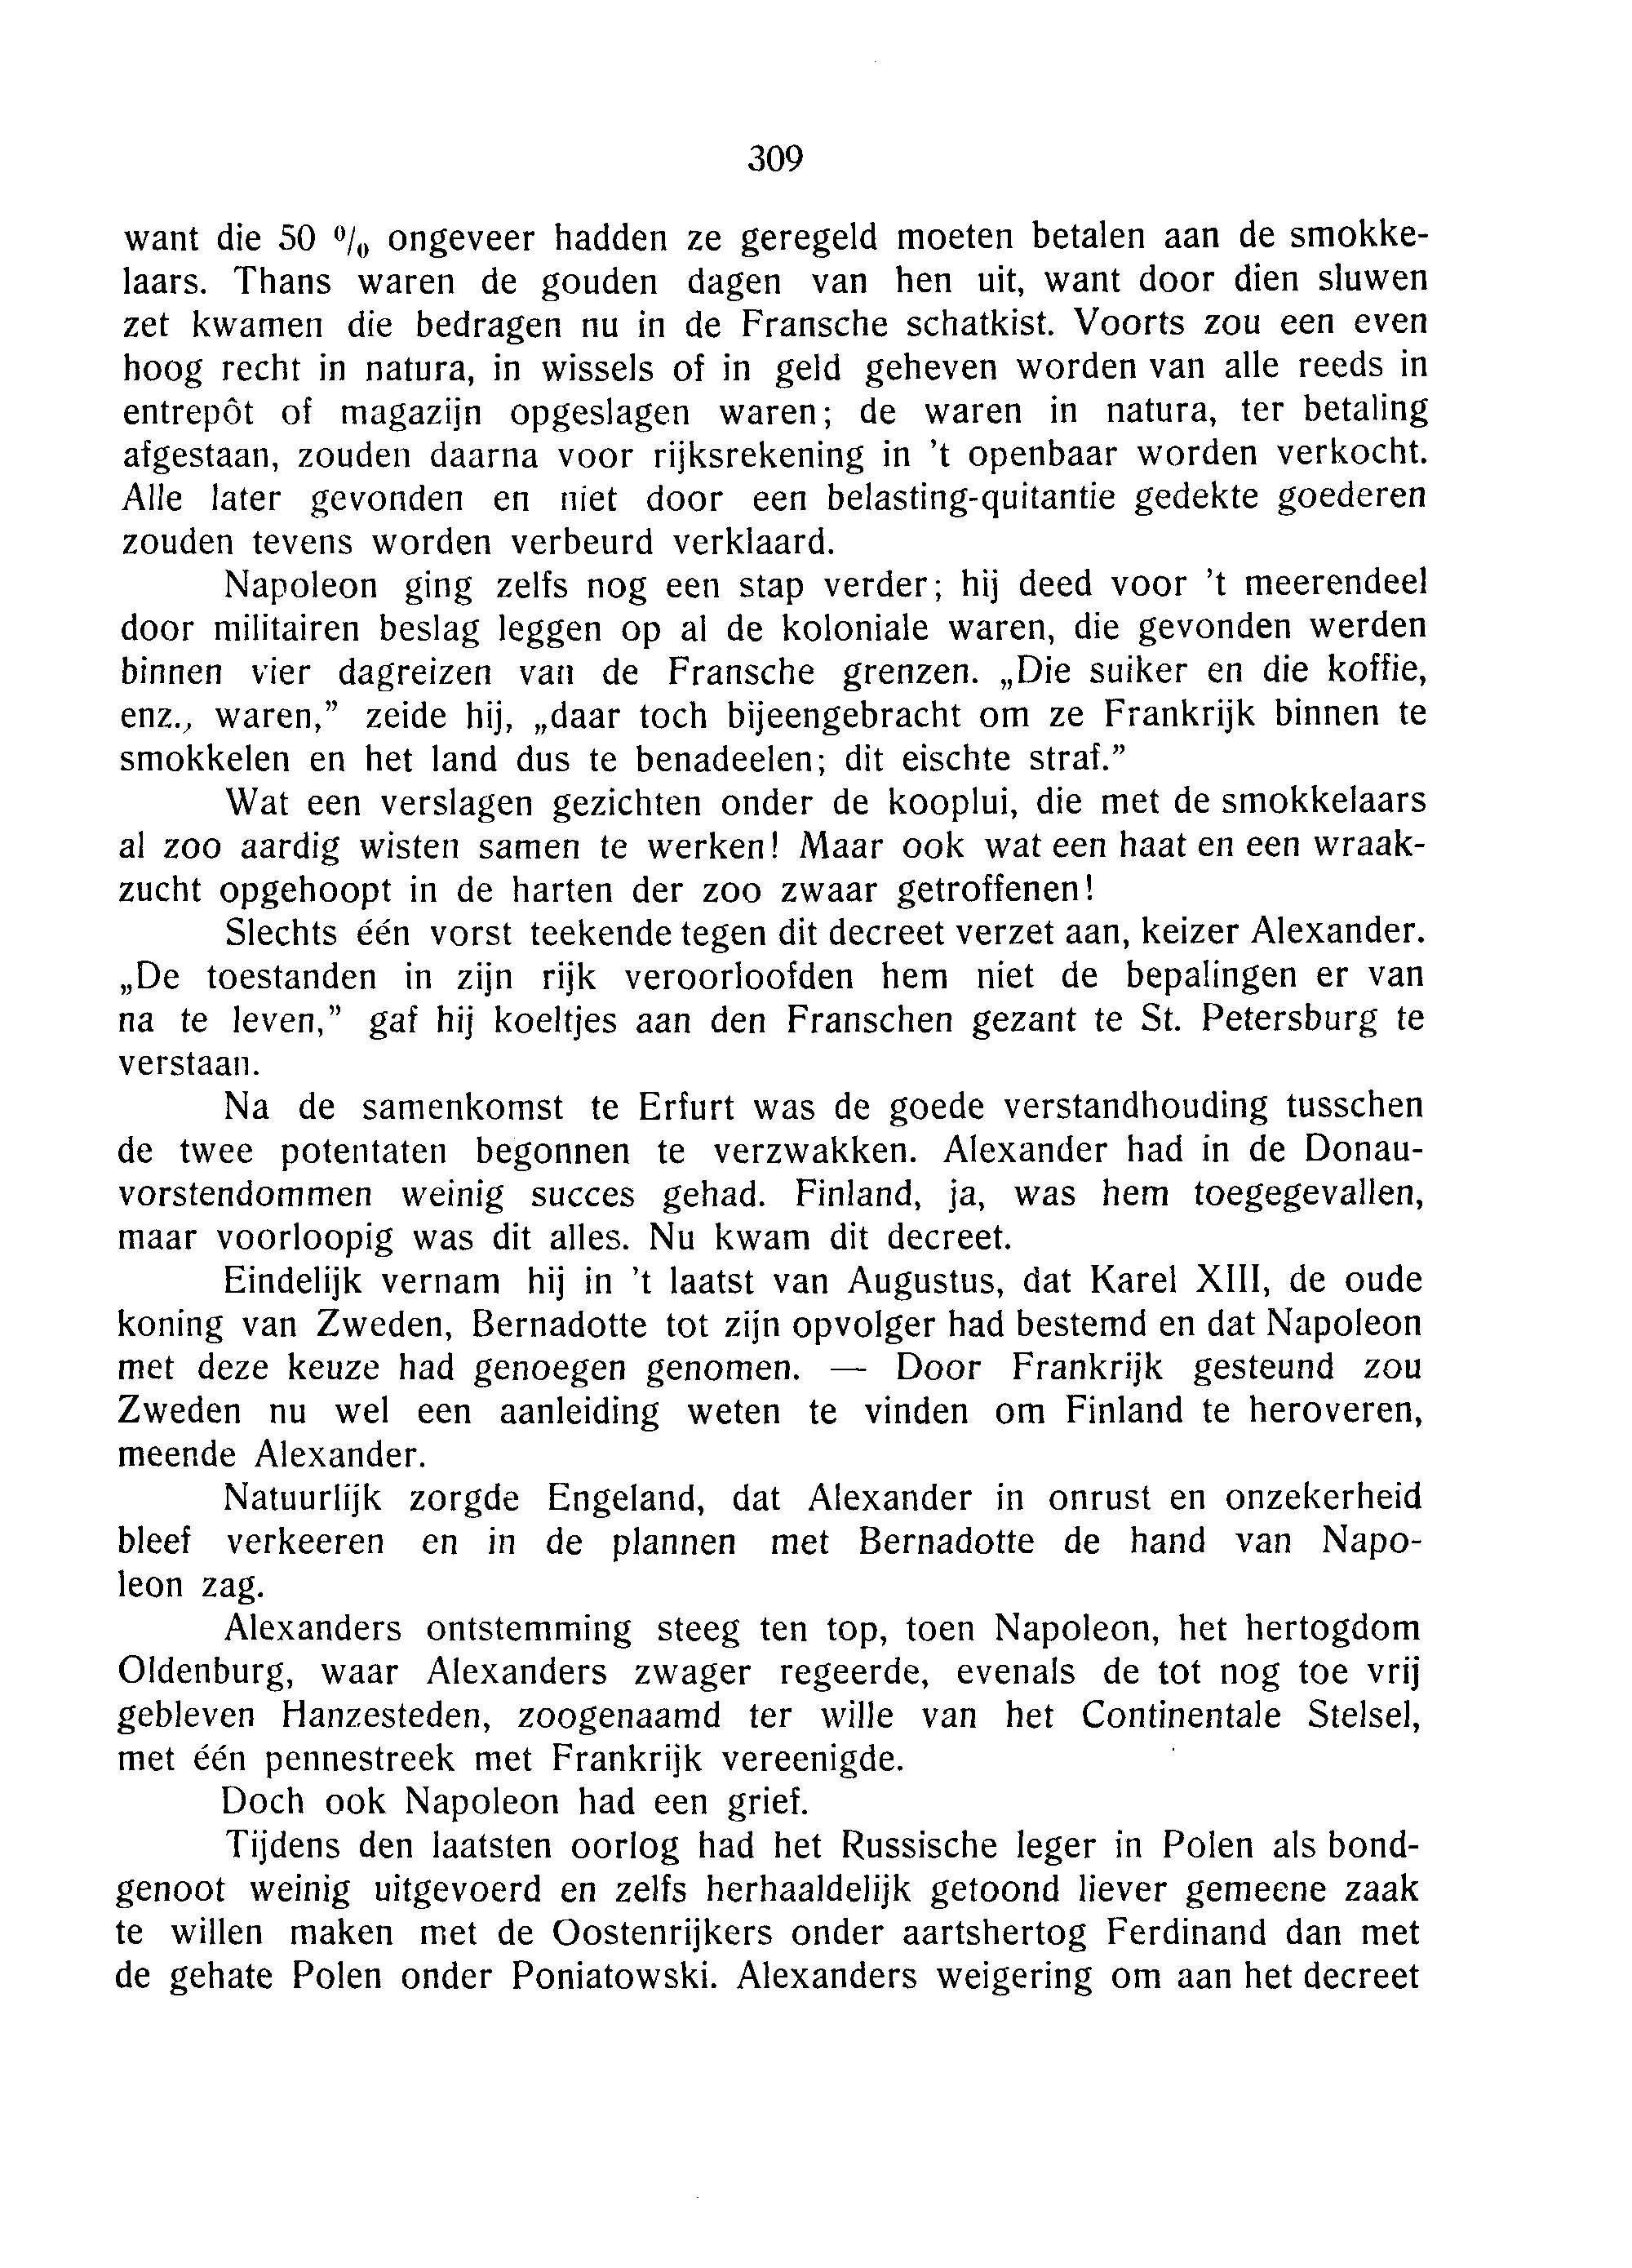 309
want die 50 % ongeveer hadden ze geregeld moeten betalen aan de smokke-
laars. Thans waren de gouden dagen van hen uit, want door dien sluwen
zet kwamen die bedragen nu in de Fransche schatkist. Voorts zou een even
hoog recht in natura, in wissels of in geld geheven worden van alle reeds in
entrepôt of magazijn opgeslagen waren; de waren in natura, ter betaling
afgestaan, zouden daarna voor rijksrekening in ’t openbaar worden verkocht.
Alle later gevonden en niet door een belasting-quitantie gedekte goederen
zouden tevens worden verbeurd verklaard.
Napoleon ging zelfs nog een stap verder; hij deed voor ’t meerendeel
door militairen beslag leggen op al de koloniale waren, die gevonden werden
binnen vier dagreizen van de Fransche grenzen. „Die suiker en die koffie,
enz., waren,” zeide hij, „daar toch bijeengebracht om ze Frankrijk binnen te
smokkelen en het land dus te benadeelen; dit eischte straf.”
Wat een verslagen gezichten onder de kooplui, die met de smokkelaars
al zoo aardig wisten samen te werken! Maar ook wat een haat en een wraak-
zucht opgehoopt in de harten der zoo zwaar getroffenen!
Slechts één vorst teekende tegen dit decreet verzet aan, keizer Alexander.
„De toestanden in zijn rijk veroorloofden hem niet de bepalingen er van
na te leven,” gaf hij koeltjes aan den Franschen gezant te St. Petersburg te
verstaan.
Na de samenkomst te Erfurt was de goede verstandhouding tusschen
de twee potentaten begonnen te verzwakken. Alexander had in de Donau-
vorstendommen weinig succes gehad. Finland, ja, was hem toegegevallen,
maar voorloopig was dit alles. Nu kwam dit decreet.
Eindelijk vernam hij in ’t laatst van Augustus, dat Karel XIII, de oude
koning van Zweden, Bernadotte tot zijn opvolger had bestemd en dat Napoleon
met deze keuze had genoegen genomen. — Door Frankrijk gesteund zou
Zweden nu wel een aanleiding weten te vinden om Finland te heroveren,
meende Alexander.
Natuurlijk zorgde Engeland, dat Alexander in onrust en onzekerheid
bleef verkeeren en in de plannen met Bernadotte de hand van Napo-
leon zag.
Alexanders ontstemming steeg ten top, toen Napoleon, het hertogdom
Oldenburg, waar Alexanders zwager regeerde, evenals de tot nog toe vrij
gebleven Hanzesteden, zoogenaamd ter wille van het Continentale Stelsel,
met één pennestreek met Frankrijk vereenigde.
Doch ook Napoleon had een grief.
Tijdens den laatsten oorlog had het Russische leger in Polen als bond-
genoot weinig uitgevoerd en zelfs herhaaldelijk getoond liever gemeene zaak
te willen maken met de Oostenrijkers onder aartshertog Ferdinand dan met
de gehate Polen onder Poniatowski. Alexanders weigering om aan het decreet